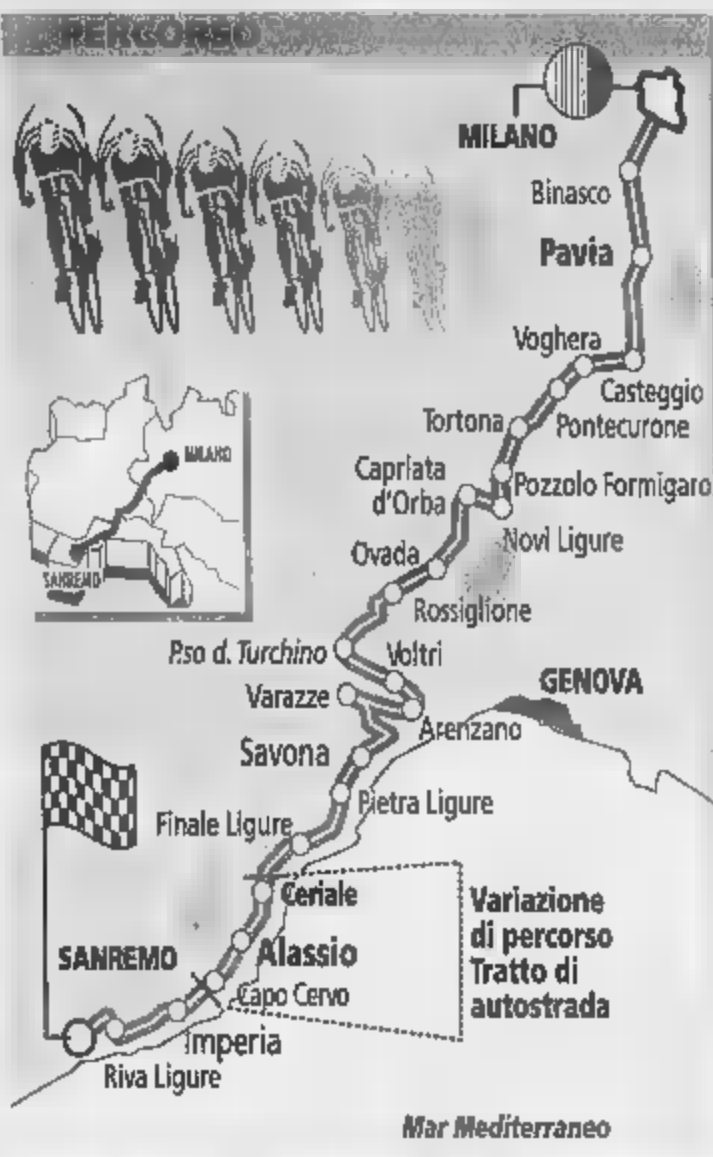 PERCORSO
MILANO
Binasco
Pavia
Voghera
Casteggio
Pontecurone
Tortona
Capriata
d'Orba
Pozzolo Formigaro
Novi Ligure
Ovada
Rossiglione
P.so d. Turchino
Voltri
Varazze
GENOVA
Arenzano
Savona
Pietra Ligure
Finale Ligure
Ceriale
Variazione
di percorso
Tratto di
autostrada
Alassio
SANREMO
Capo Cervo
Imperia
Riva Ligure
Mar Mediterraneo
MILANO
SANREMO